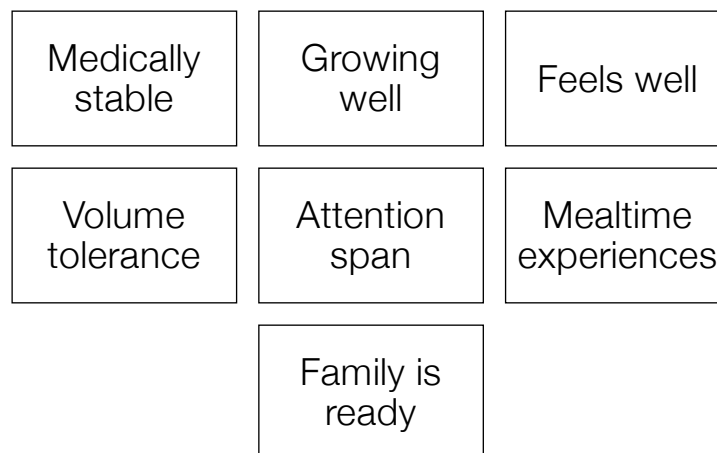 Medically
stable
Growing
well
Feels well
Volume
tolerance
Attention
span
Mealtime
experiences
Family is
ready